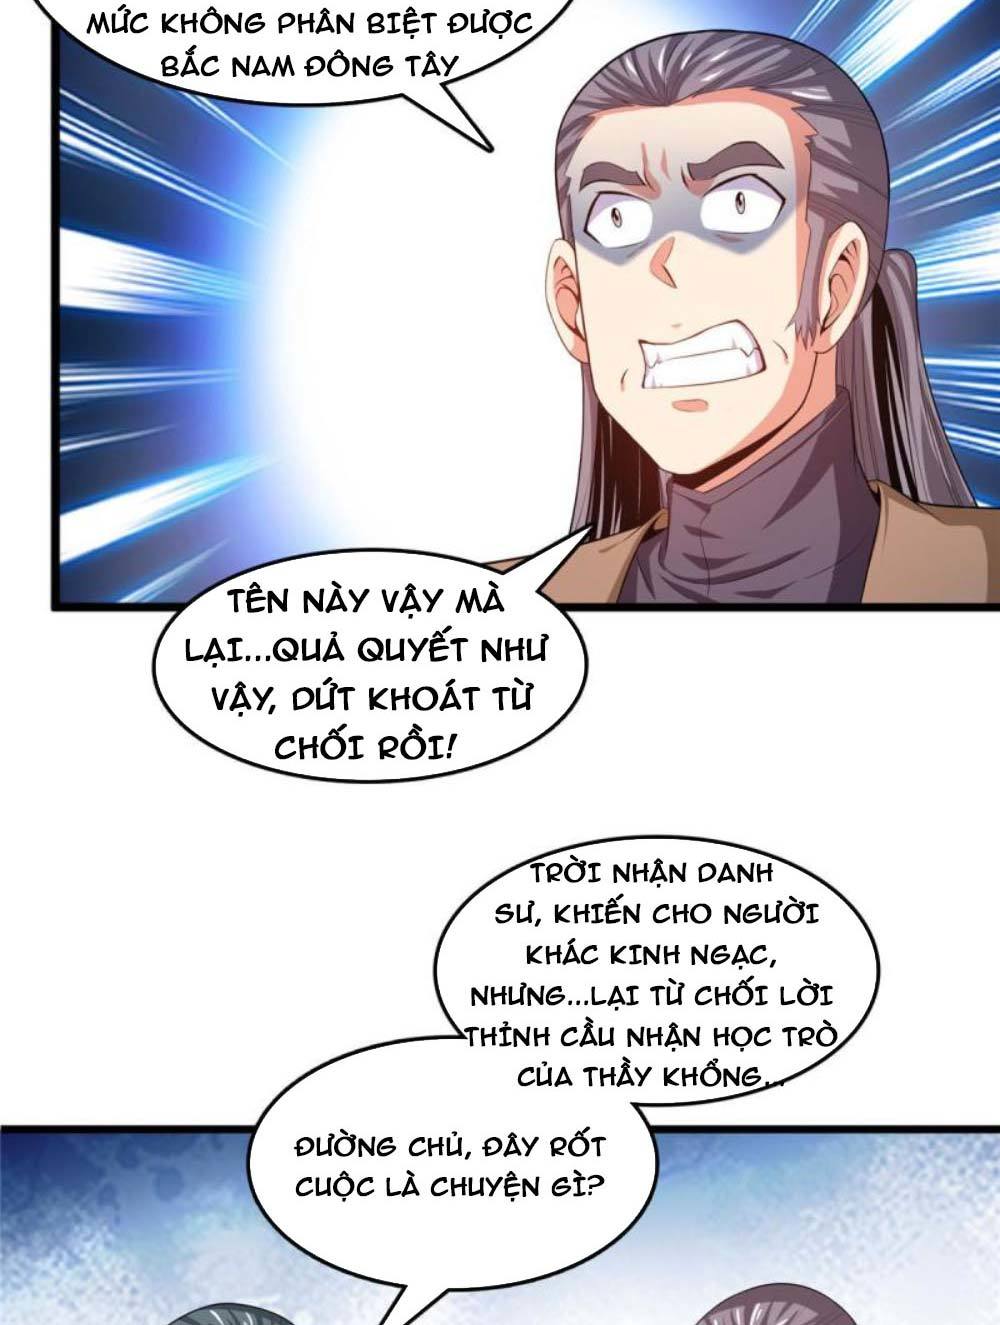 MỨC KHÔNG PHÂN BIỆT ĐƯỢC
BẮC NAM ĐÔNG TÂY
TÊN NÀY VẬY MÀ
LẠI...QUẢ QUYẾT NHƯ
VẬY, DỨT KHOÁT TỪ
CHỐI RỒI!
TRỜI NHẬN DANH
SƯ, KHIẾN CHO NGƯỜI
KHÁC KINH NGẠC,
NHƯNG...LẠI TỪ CHỐI LỜI
THỈNH CẦU NHẬN HỌC TRÒ
CỦA THẦY KHỔNG...
ĐƯỜNG CHỦ, ĐÂY RỐT
CUỘC LÀ CHUYỆN GÌ?